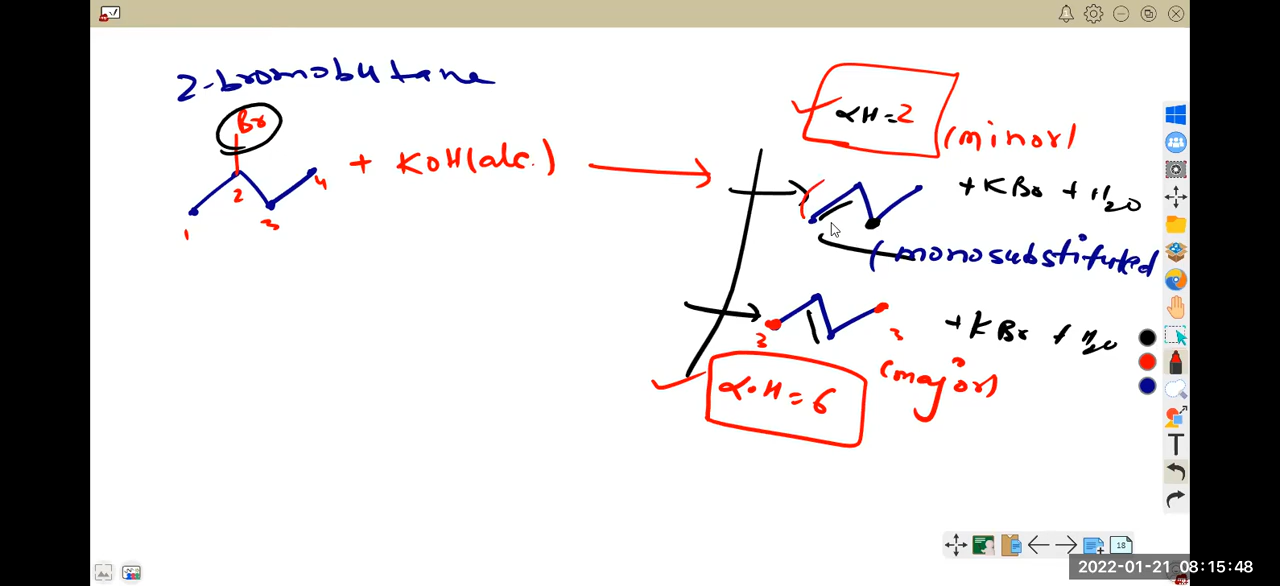 2-bromobutane
Br
1 2 3 4
+ KOH(alc.)
αH=2
(minor)
+ KBr + H2O
(monosubstituted
3 3
+ KBr + H2O
(major)
α.H = 6
T
18
2022-01-21 08:15:48